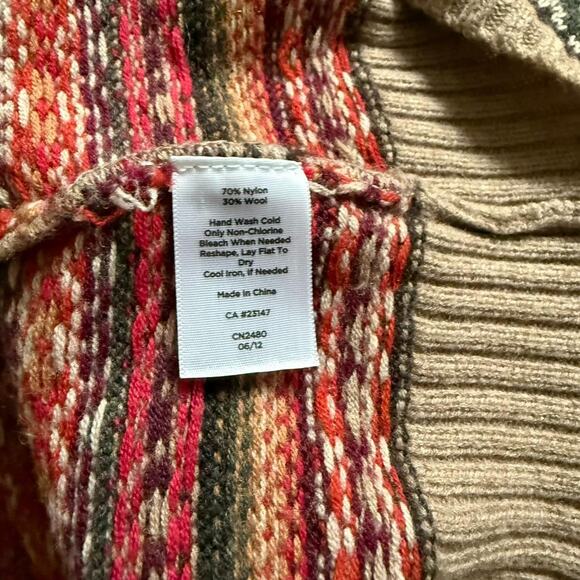 70% Nylon
30% Wool
Hand Wash Cold
Only Non-Chlorine
Bleach When Needed
Reshape, Lay Flat To
Dry
Cool Iron, if Needed
Made in China
CA #23147
CN2480
06/12